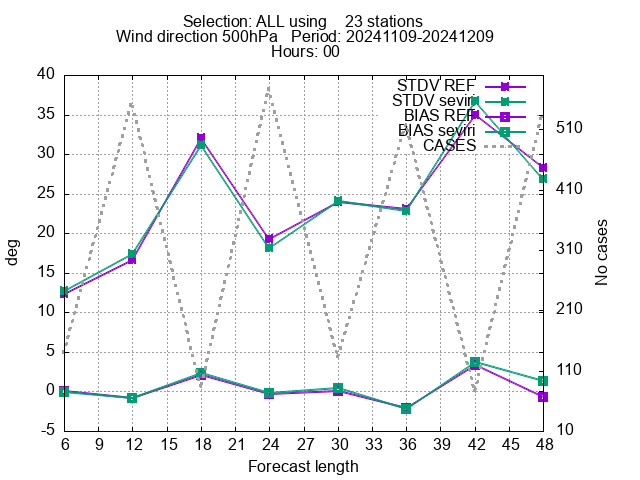 Selection: ALL using 23 stations
Wind direction 500hPa Period: 20241109-20241209
Hours: 00
STDV REF
STDV seviri
BIAS REF
BIAS seviri
CASES
40
35
30
25
20
15
10
5
0
-5
deg
510
410
310
210
110
10
No cases
6 9 12 15 18 21 24 27 30 33 36 39 42 45 48
Forecast length